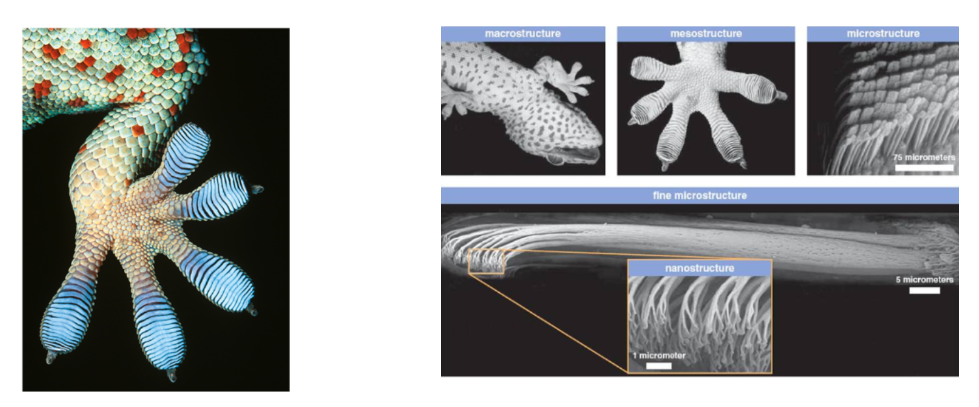 macrostructure
mesostructure
microstructure
75 micrometers
fine microstructure
nanostructure
5 micrometers
1 micrometer